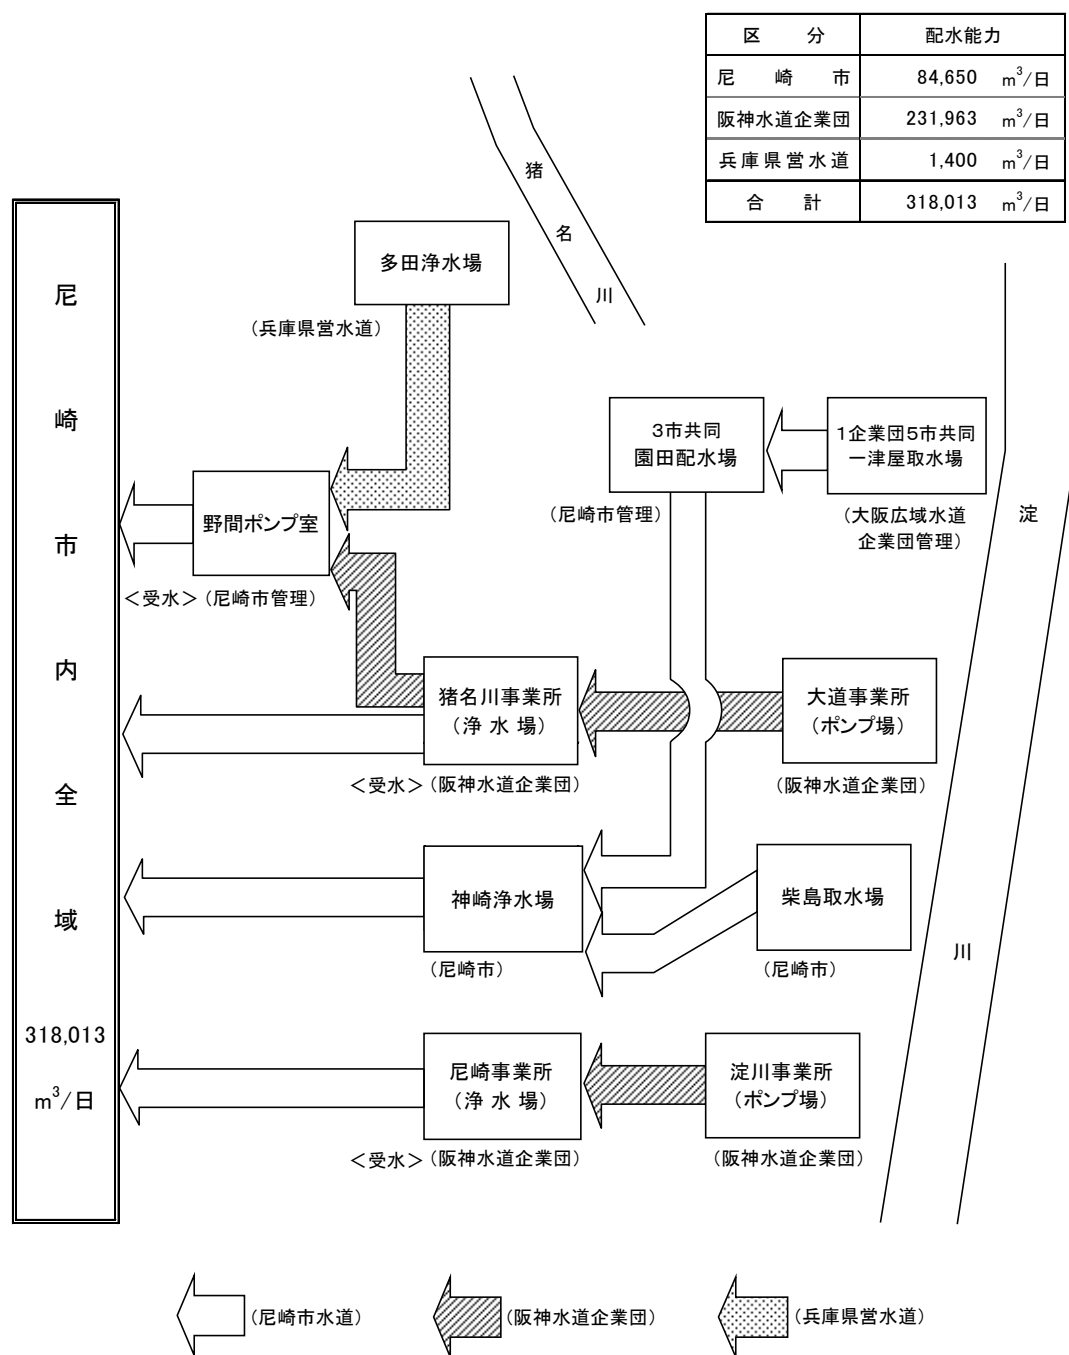 区 分 配水能力
尼 崎 市 84,650 m³/日
阪神水道企業団 231,963 m³/日
兵庫県営水道 1,400 m³/日
合 計 318,013 m³/日
猪名川
多田浄水場
(兵庫県営水道)
3市共同
園田配水場
(尼崎市管理)
1企業団5市共同
一津屋取水場
(大阪広域水道
企業団管理)
淀川
野間ポンプ室
<受水>(尼崎市管理)
猪名川事業所
(浄 水 場)
<受水>(阪神水道企業団)
大道事業所
(ポンプ場)
(阪神水道企業団)
神崎浄水場
(尼崎市)
柴島取水場
(尼崎市)
尼崎事業所
(浄 水 場)
<受水>(阪神水道企業団)
淀川事業所
(ポンプ場)
(阪神水道企業団)
尼崎市内全域
318,013
m³/日
(尼崎市水道)
(阪神水道企業団)
(兵庫県営水道)